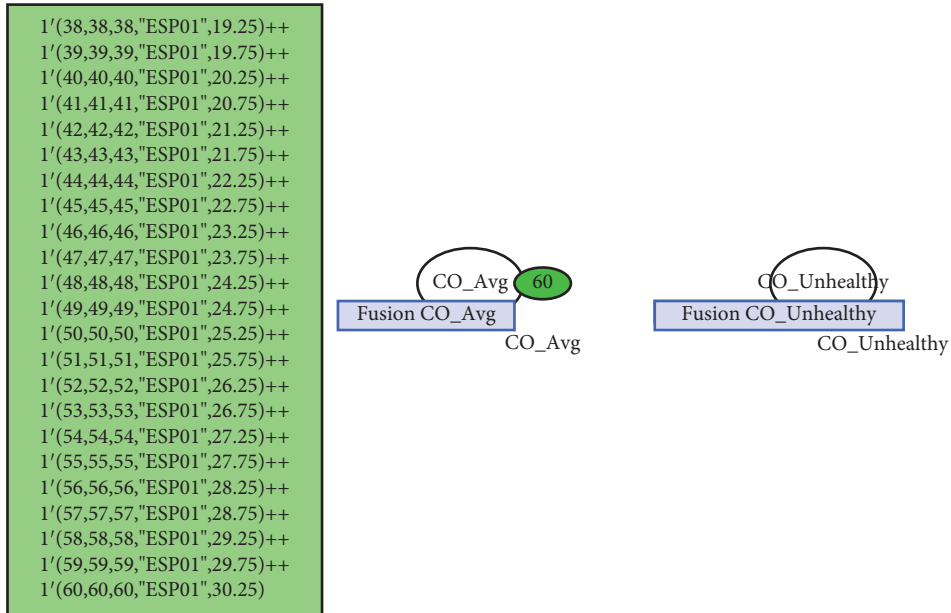 1′(38,38,38,"ESP01",19.25)++
1′(39,39,39,"ESP01",19.75)++
1′(40,40,40,"ESP01",20.25)++
1′(41,41,41,"ESP01",20.75)++
1′(42,42,42,"ESP01",21.25)++
1′(43,43,43,"ESP01",21.75)++
1′(44,44,44,"ESP01",22.25)++
1′(45,45,45,"ESP01",22.75)++
1′(46,46,46,"ESP01",23.25)++
1′(47,47,47,"ESP01",23.75)++
1′(48,48,48,"ESP01",24.25)++
1′(49,49,49,"ESP01",24.75)++
1′(50,50,50,"ESP01",25.25)++
1′(51,51,51,"ESP01",25.75)++
1′(52,52,52,"ESP01",26.25)++
1′(53,53,53,"ESP01",26.75)++
1′(54,54,54,"ESP01",27.25)++
1′(55,55,55,"ESP01",27.75)++
1′(56,56,56,"ESP01",28.25)++
1′(57,57,57,"ESP01",28.75)++
1′(58,58,58,"ESP01",29.25)++
1′(59,59,59,"ESP01",29.75)++
1′(60,60,60,"ESP01",30.25)
CO_Avg 60
Fusion CO_Avg
CO_Avg
CO_Unhealthy
Fusion CO_Unhealthy
CO_Unhealthy